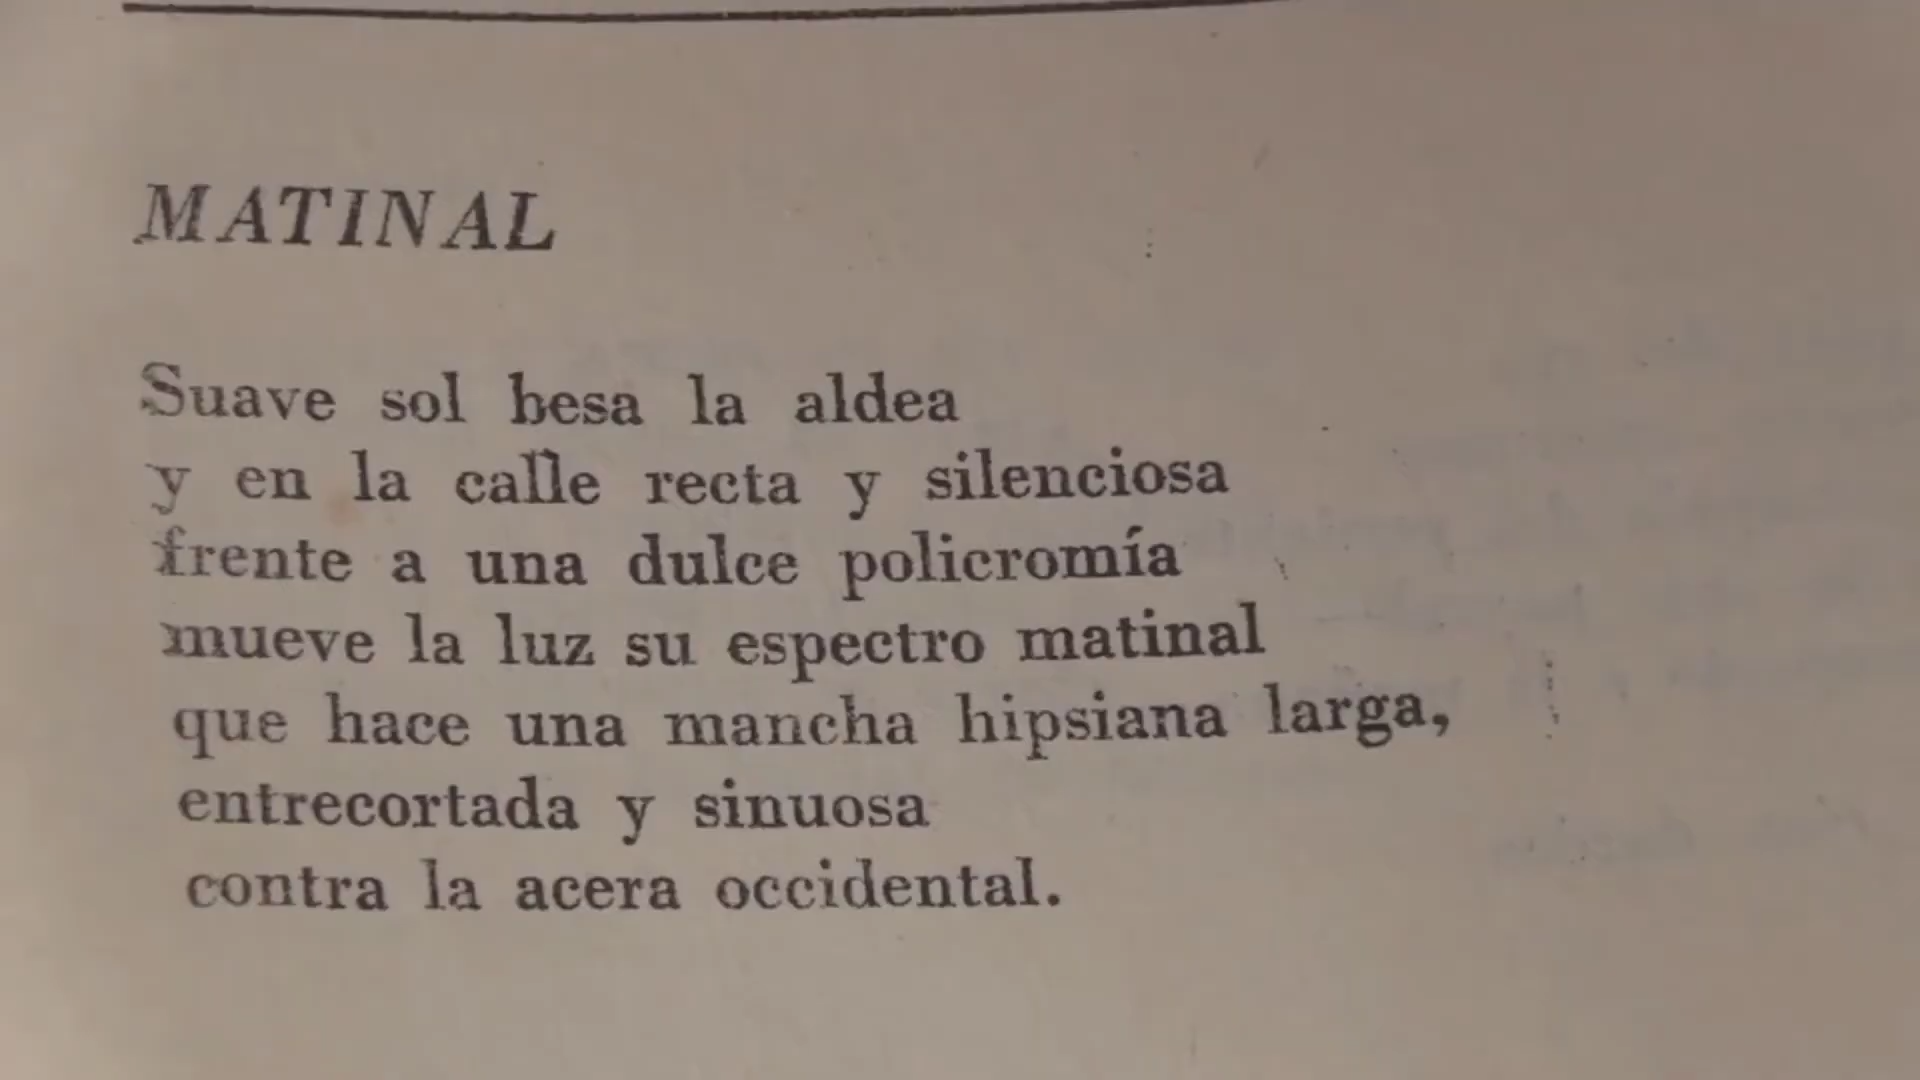 MATINAL
Suave sol besa la aldea
y en la calle recta y silenciosa
frente a una dulce policromía
mueve la luz su espectro matinal
que hace una mancha hipsiana larga,
entrecortada y sinuosa
contra la acera occidental.